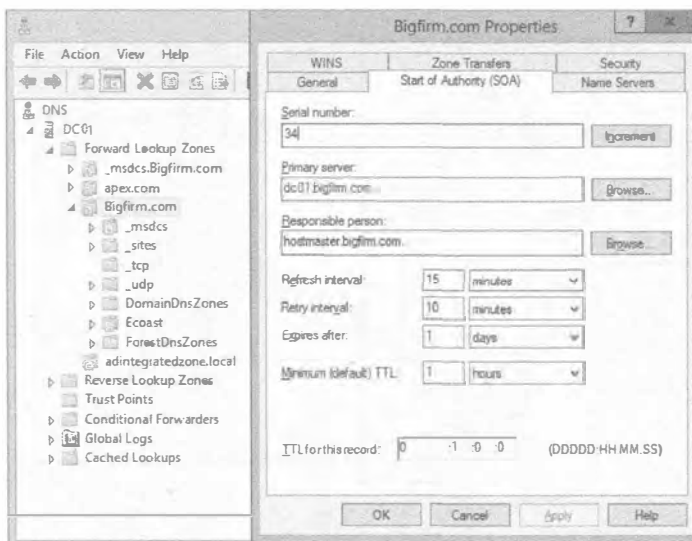 File Action View Help
DNS
DC01
Forward Lookup Zones
_msdcs.Bigfirm.com
apex.com
Bigfirm.com
_msdcs
_sites
_tcp
_udp
DomainDnsZones
Ecoast
ForestDnsZones
adintegratedzone.local
Reverse Lookup Zones
Trust Points
Conditional Forwarders
Global Logs
Cached Lookups
Bigfirm.com Properties
? x
WINS Zone Transfers Security
General Start of Authority (SOA) Name Servers
Serial number:
34 Increment
Primary server:
dc01.bigfirm.com. Browse...
Responsible person:
hostmaster.bigfirm.com. Browse...
Refresh interval: 15 minutes
Retry interval: 10 minutes
Expires after: 1 days
Minimum (default) TTL: 1 hours
TTL for this record: 0 :1 :0 :0 (DDDDD:HH.MM.SS)
OK Cancel Apply Help